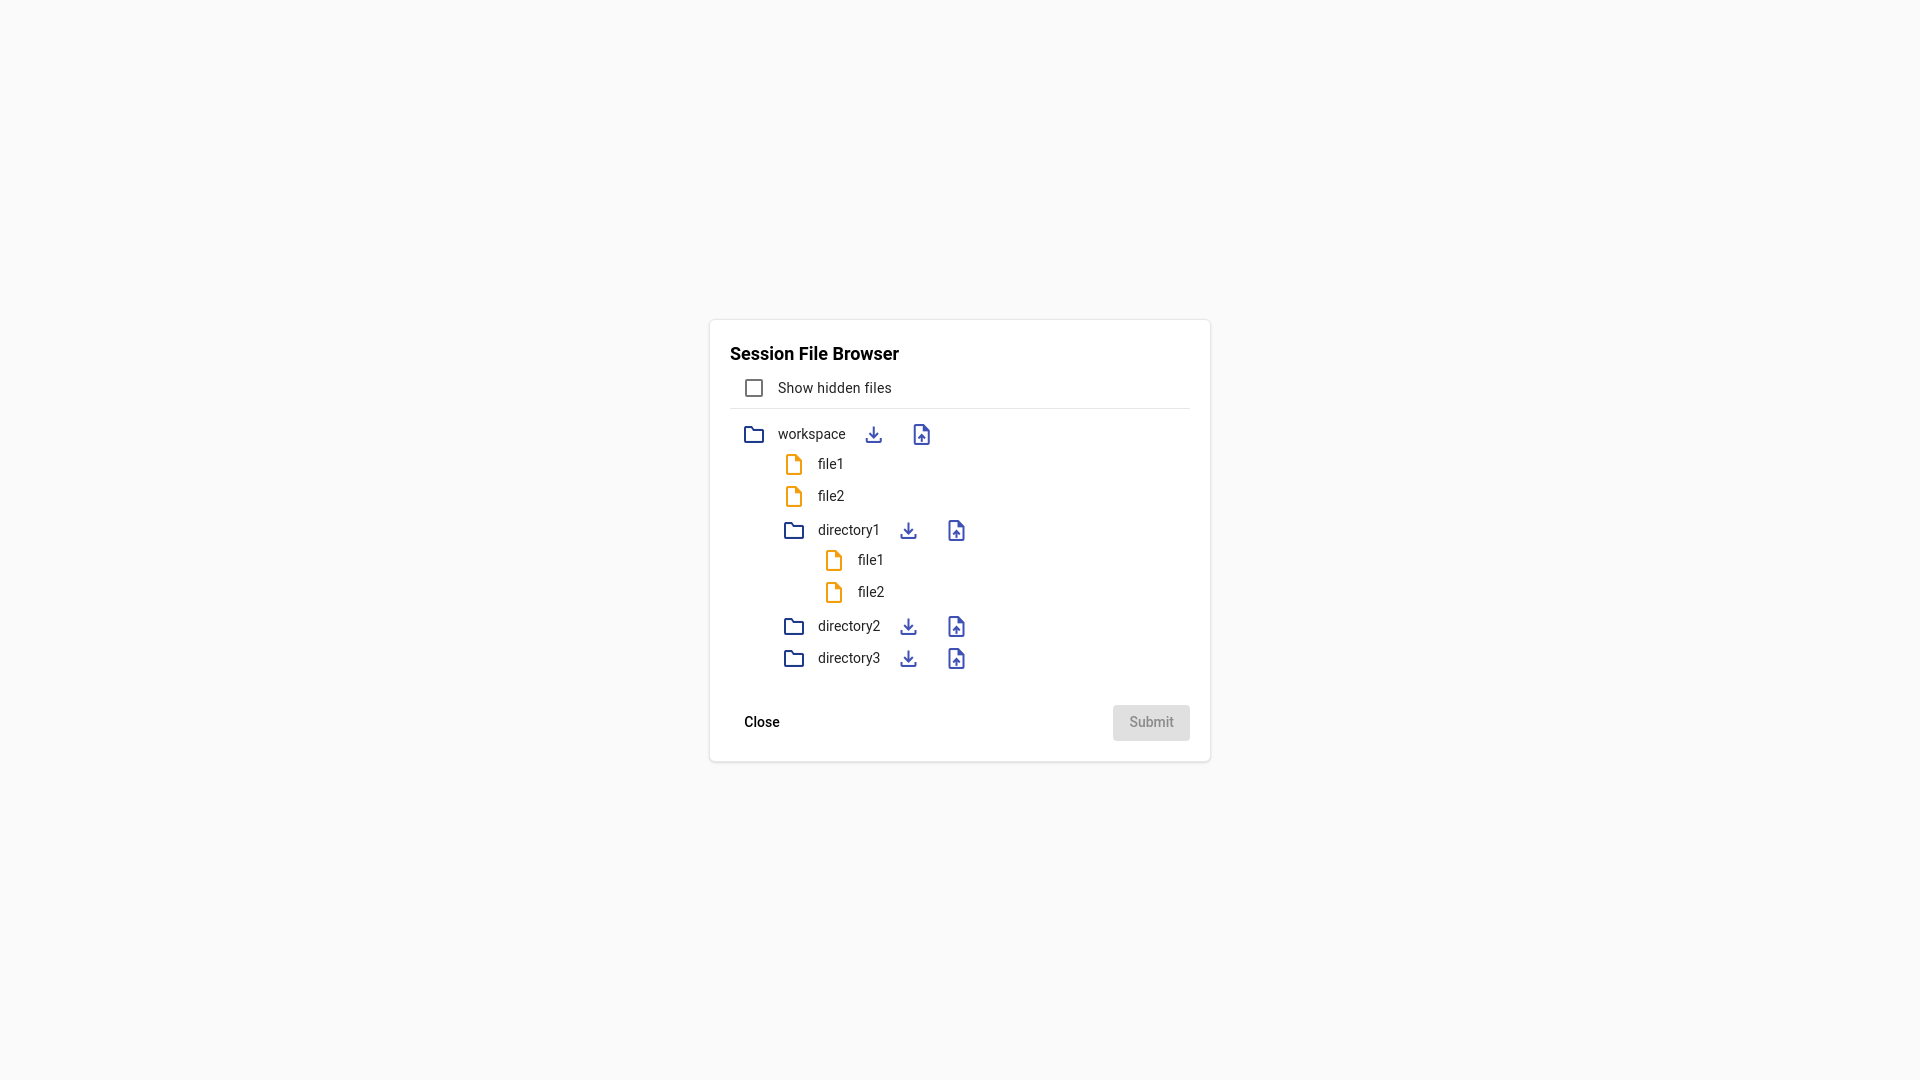 Session File Browser
Show hidden files
workspace
file1
file2
directory1
file1
file2
directory2
directory3
Close
Submit